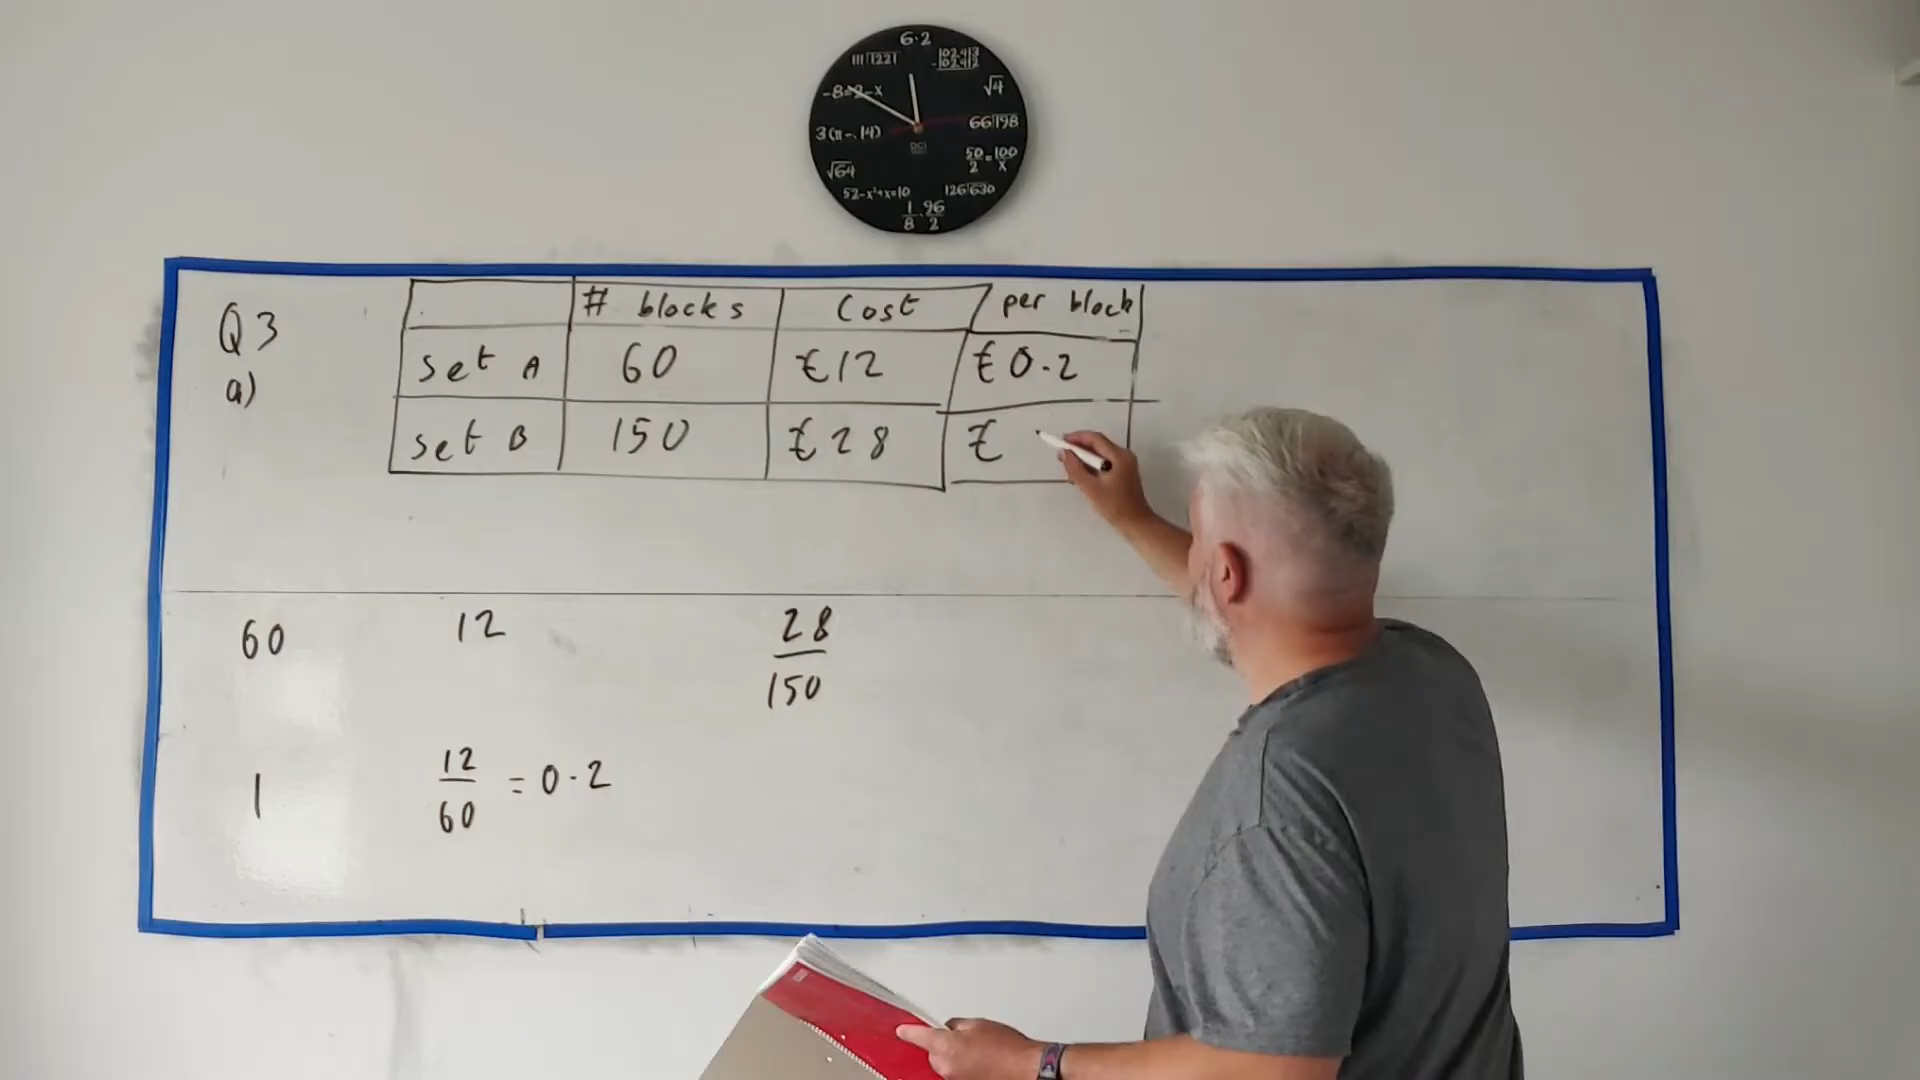 6·2
111⟌1221
102,413
-102,412
-8=2-x
√4
3(π-.14)
66⟌198
√64
50/2=100/x
52-x²+x=10
126⟌630
1/8·96/2
# blocks Cost per block
Q3
a)
Set A 60 €12 €0.2
Set B 150 €28 €
60 12 28/150
1 12/60 = 0.2